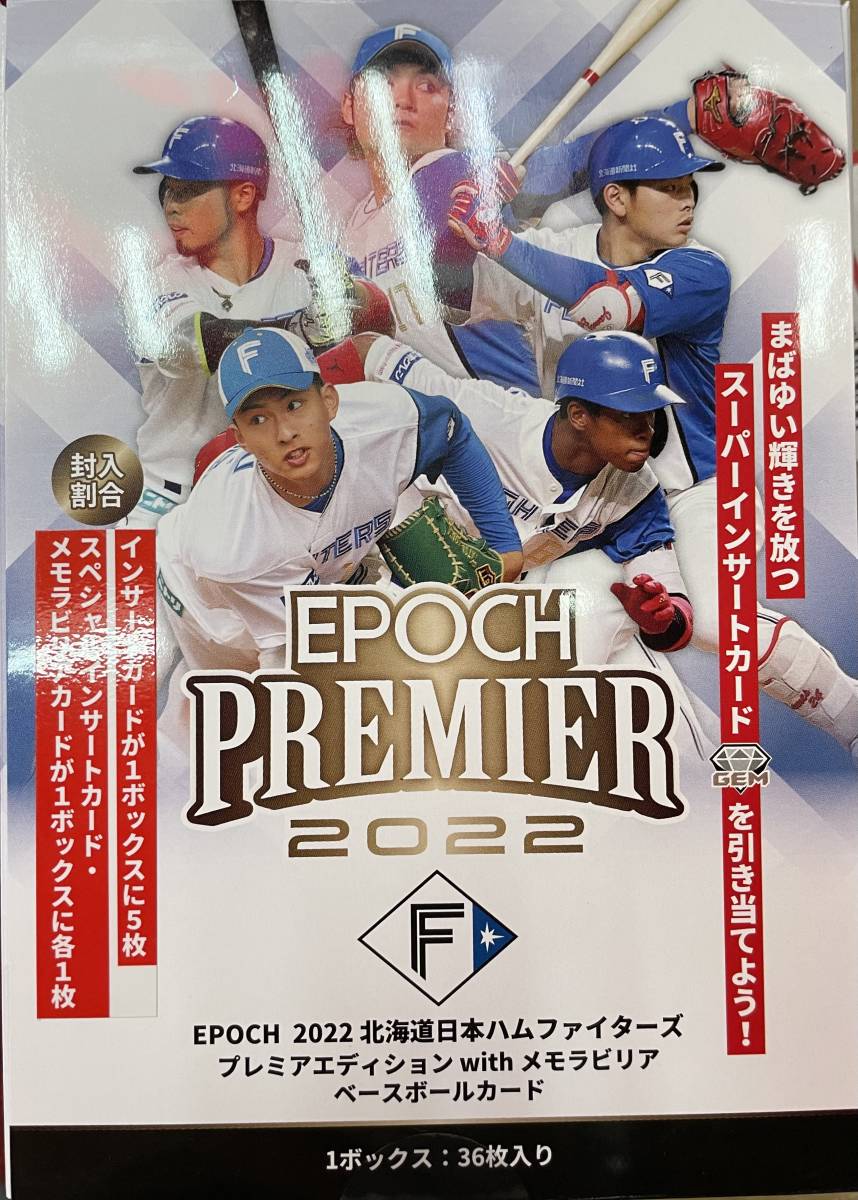 まばゆい輝きを放つ
スーパーインサートカード
GEM
を引き当てよう！
封入
割合
インサートカードが1ボックスに5枚
スペシャルインサートカード・
メモラビリアカードが1ボックスに各1枚
EPOCH
PREMIER
2022
F
EPOCH 2022 北海道日本ハムファイターズ
プレミアエディション with メモラビリア
ベースボールカード
1ボックス：36枚入り